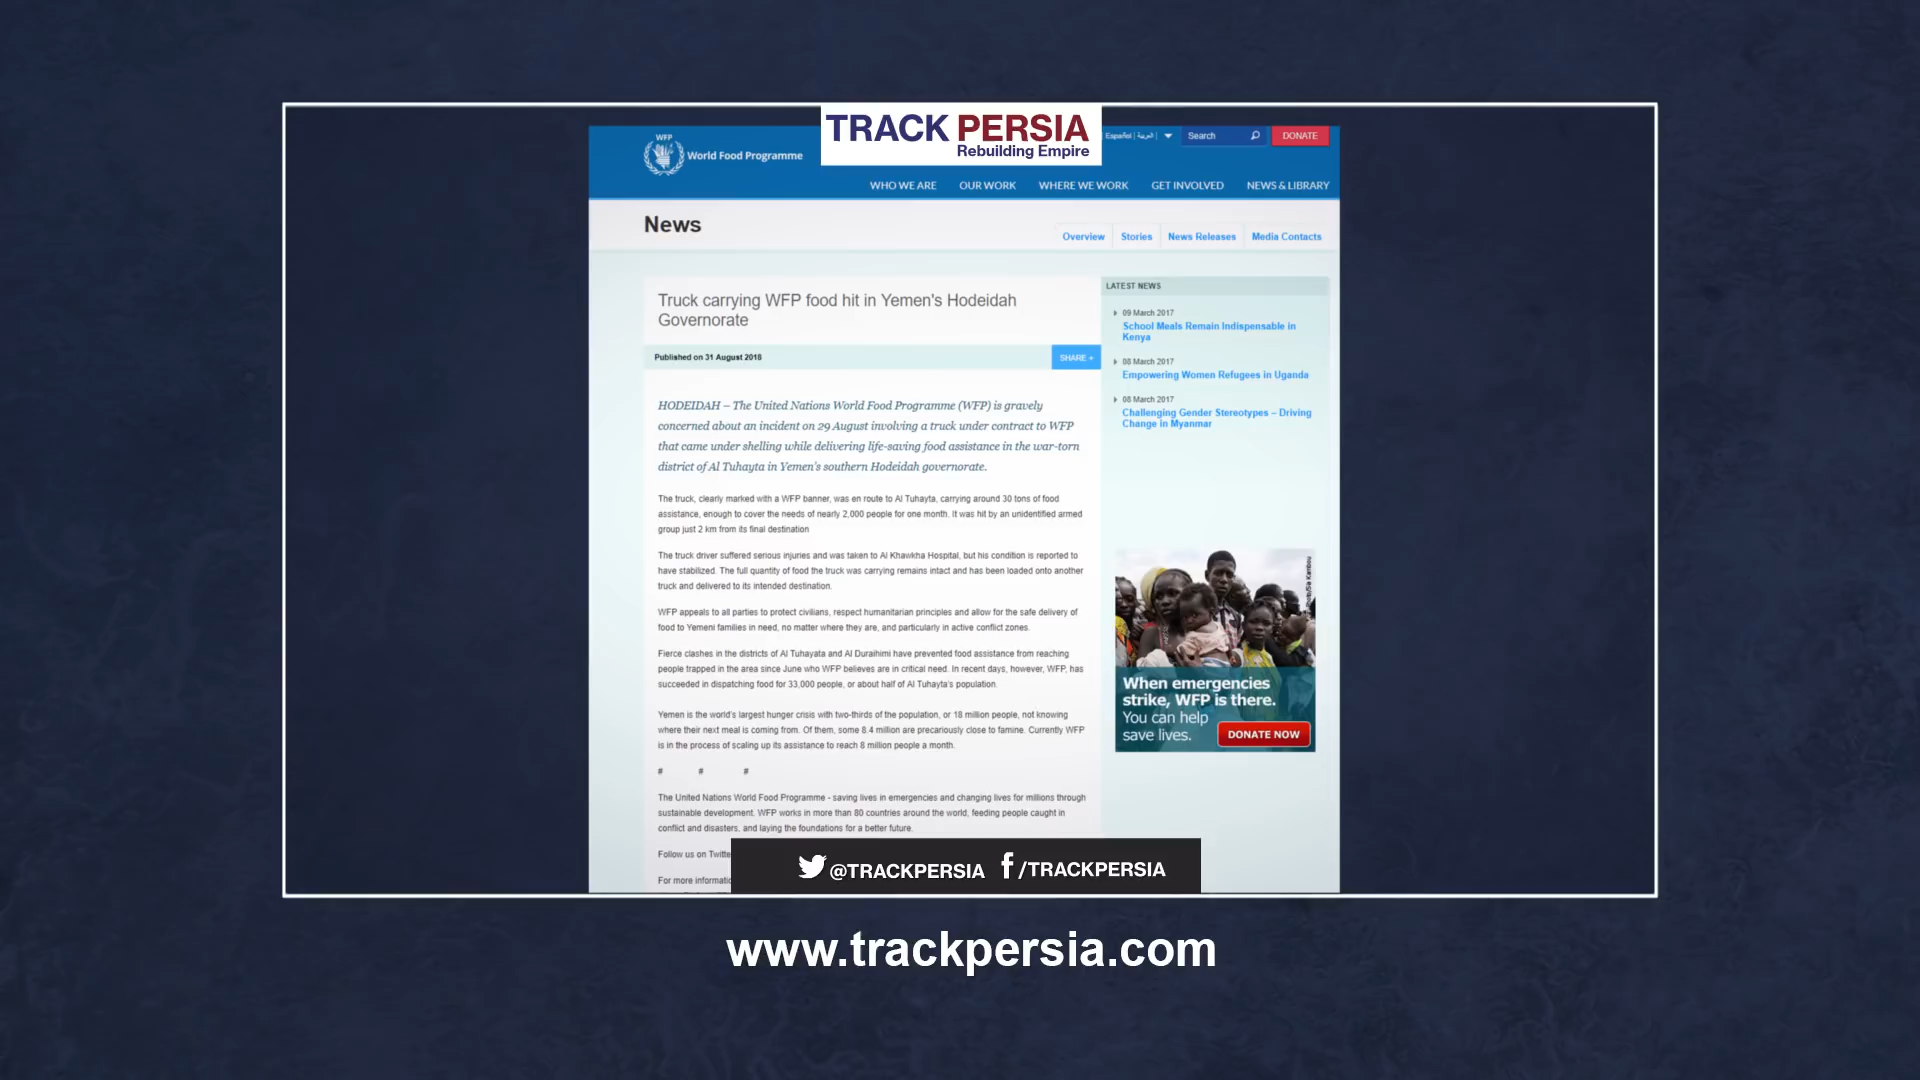 TRACK PERSIA
Rebuilding Empire
WFP
World Food Programme
Español | العربية |
Search
DONATE
WHO WE ARE
OUR WORK
WHERE WE WORK
GET INVOLVED
NEWS & LIBRARY
News
Overview
Stories
News Releases
Media Contacts
Truck carrying WFP food hit in Yemen's Hodeidah
Governorate
Published on 31 August 2018
SHARE +
HODEIDAH – The United Nations World Food Programme (WFP) is gravely
concerned about an incident on 29 August involving a truck under contract to WFP
that came under shelling while delivering life-saving food assistance in the war-torn
district of Al Tuhayta in Yemen's southern Hodeidah governorate.
The truck, clearly marked with a WFP banner, was en route to Al Tuhayta, carrying around 30 tons of food
assistance, enough to cover the needs of nearly 2,000 people for one month. It was hit by an unidentified armed
group just 2 km from its final destination
The truck driver suffered serious injuries and was taken to Al Khawkha Hospital, but his condition is reported to
have stabilized. The full quantity of food the truck was carrying remains intact and has been loaded onto another
truck and delivered to its intended destination.
WFP appeals to all parties to protect civilians, respect humanitarian principles and allow for the safe delivery of
food to Yemeni families in need, no matter where they are, and particularly in active conflict zones.
Fierce clashes in the districts of Al Tuhayata and Al Duraihimi have prevented food assistance from reaching
people trapped in the area since June who WFP believes are in critical need. In recent days, however, WFP, has
succeeded in dispatching food for 33,000 people, or about half of Al Tuhayta's population.
Yemen is the world's largest hunger crisis with two-thirds of the population, or 18 million people, not knowing
where their next meal is coming from. Of them, some 8.4 million are precariously close to famine. Currently WFP
is in the process of scaling up its assistance to reach 8 million people a month.
# # #
The United Nations World Food Programme - saving lives in emergencies and changing lives for millions through
sustainable development. WFP works in more than 80 countries around the world, feeding people caught in
conflict and disasters, and laying the foundations for a better future.
Follow us on Twitte
For more informatio
LATEST NEWS
09 March 2017
School Meals Remain Indispensable in
Kenya
08 March 2017
Empowering Women Refugees in Uganda
08 March 2017
Challenging Gender Stereotypes – Driving
Change in Myanmar
When emergencies
strike, WFP is there.
You can help
save lives.
DONATE NOW
@TRACKPERSIA
f /TRACKPERSIA
www.trackpersia.com